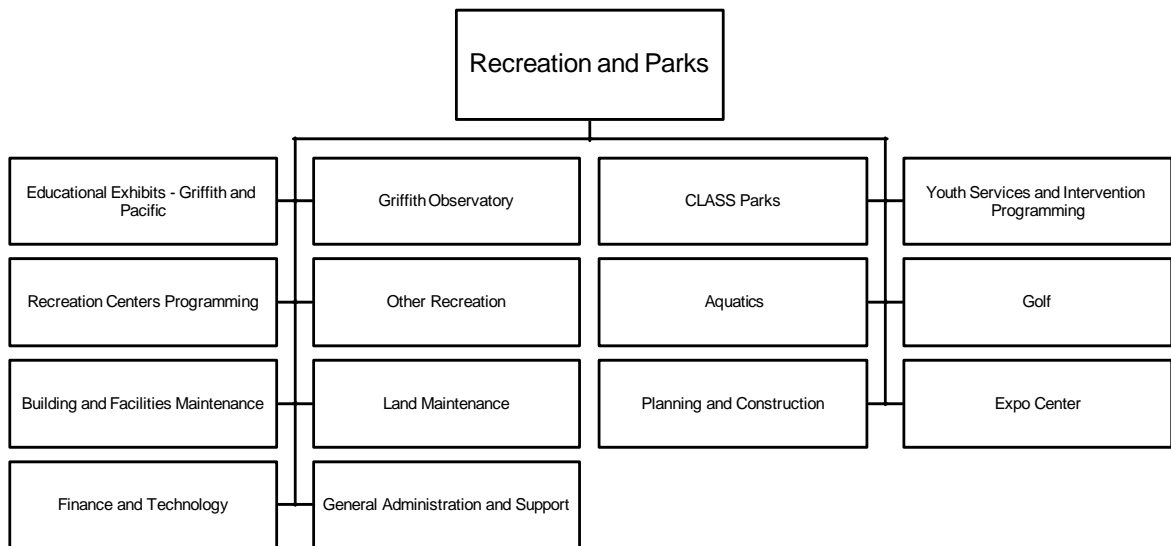 Recreation and Parks
Educational Exhibits - Griffith and
Pacific
Griffith Observatory
CLASS Parks
Youth Services and Intervention
Programming
Recreation Centers Programming
Other Recreation
Aquatics
Golf
Building and Facilities Maintenance
Land Maintenance
Planning and Construction
Expo Center
Finance and Technology
General Administration and Support